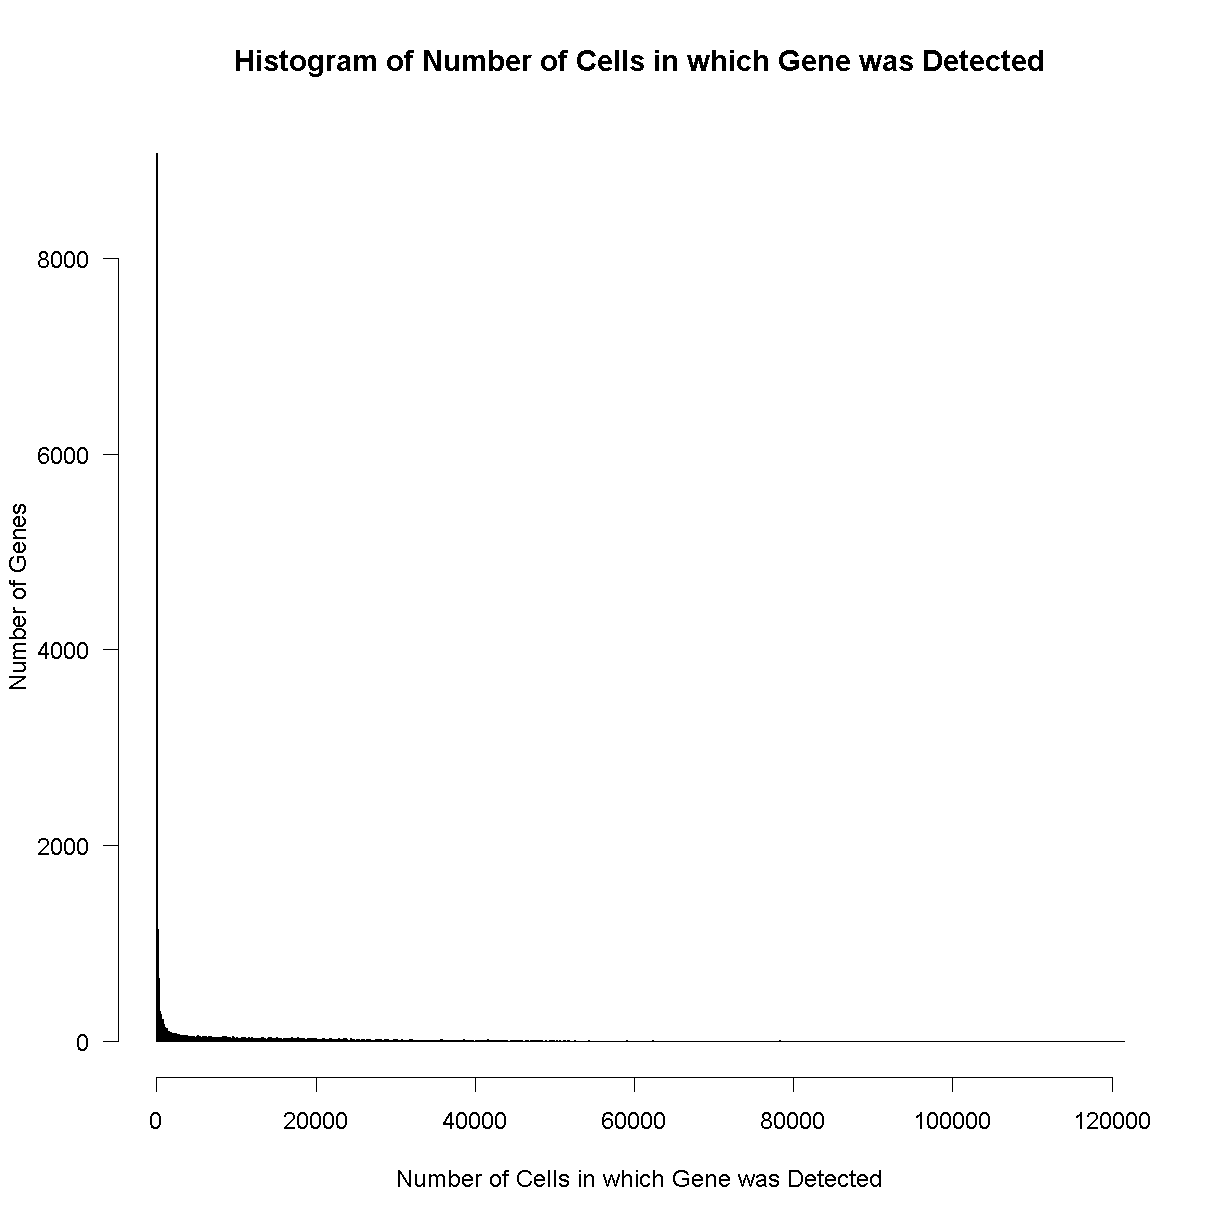 Histogram of Number of Cells in which Gene was Detected
8000
6000
4000
2000
0
Number of Genes
0 20000 40000 60000 80000 100000 120000
Number of Cells in which Gene was Detected